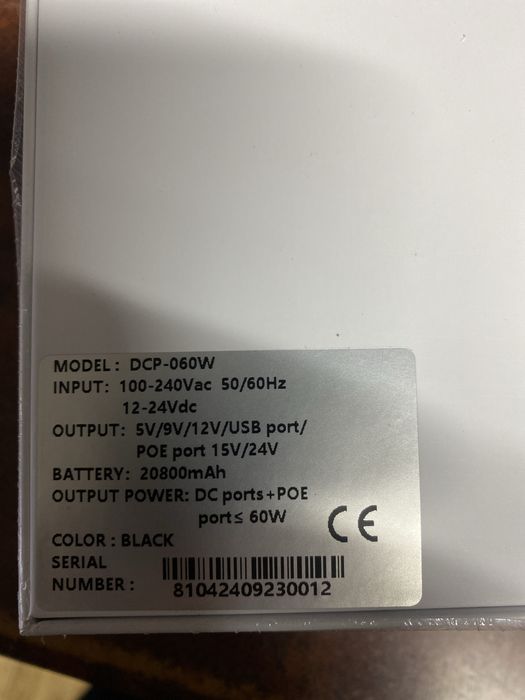 MODEL : DCP-060W
INPUT: 100-240Vac 50/60Hz
12-24Vdc
OUTPUT: 5V/9V/12V/USB port/
POE port 15V/24V
BATTERY: 20800mAh
OUTPUT POWER: DC ports+POE
port≤ 60W
CE
COLOR : BLACK
SERIAL
NUMBER :
81042409230012